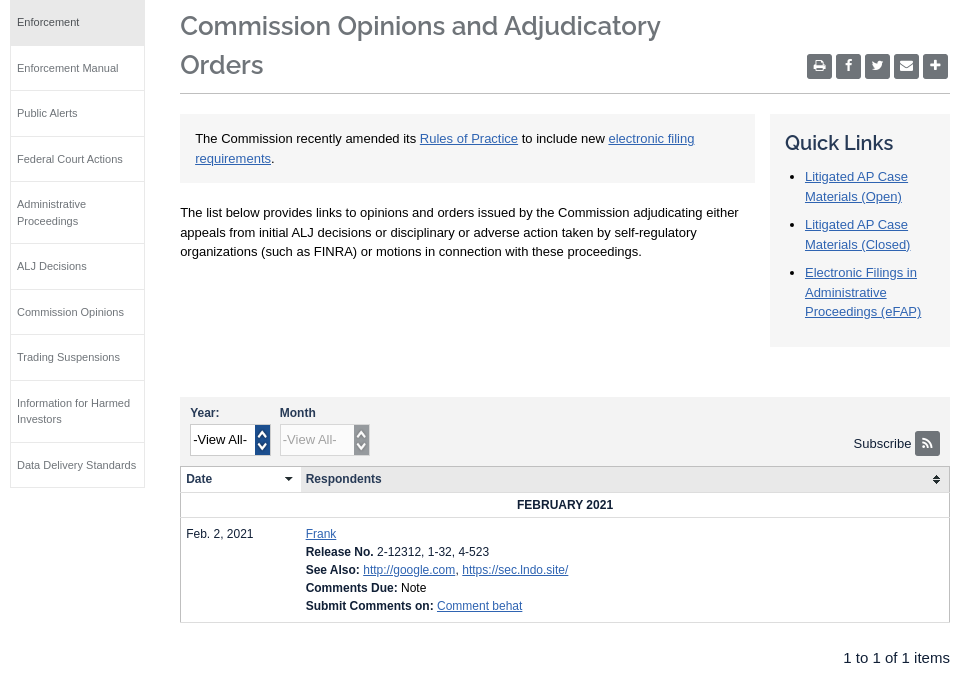 Enforcement
Enforcement Manual
Public Alerts
Federal Court Actions
Administrative
Proceedings
ALJ Decisions
Commission Opinions
Trading Suspensions
Information for Harmed
Investors
Data Delivery Standards
Commission Opinions and Adjudicatory
Orders
The Commission recently amended its Rules of Practice to include new electronic filing
requirements.
The list below provides links to opinions and orders issued by the Commission adjudicating either
appeals from initial ALJ decisions or disciplinary or adverse action taken by self-regulatory
organizations (such as FINRA) or motions in connection with these proceedings.
Quick Links
Litigated AP Case
Materials (Open)
Litigated AP Case
Materials (Closed)
Electronic Filings in
Administrative
Proceedings (eFAP)
Year: Month
-View All- -View All-
Subscribe
Date Respondents
FEBRUARY 2021
Feb. 2, 2021 Frank
Release No. 2-12312, 1-32, 4-523
See Also: http://google.com, https://sec.lndo.site/
Comments Due: Note
Submit Comments on: Comment behat
1 to 1 of 1 items